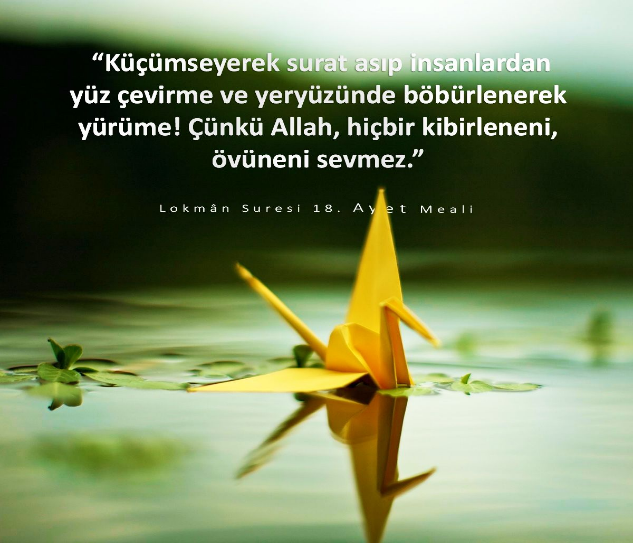 “Küçümseyerek surat asıp insanlardan
yüz çevirme ve yeryüzünde böbürlenerek
yürüme! Çünkü Allah, hiçbir kibirleneni,
övüneni sevmez.”
Lokmân Suresi 18. Ayet Meali